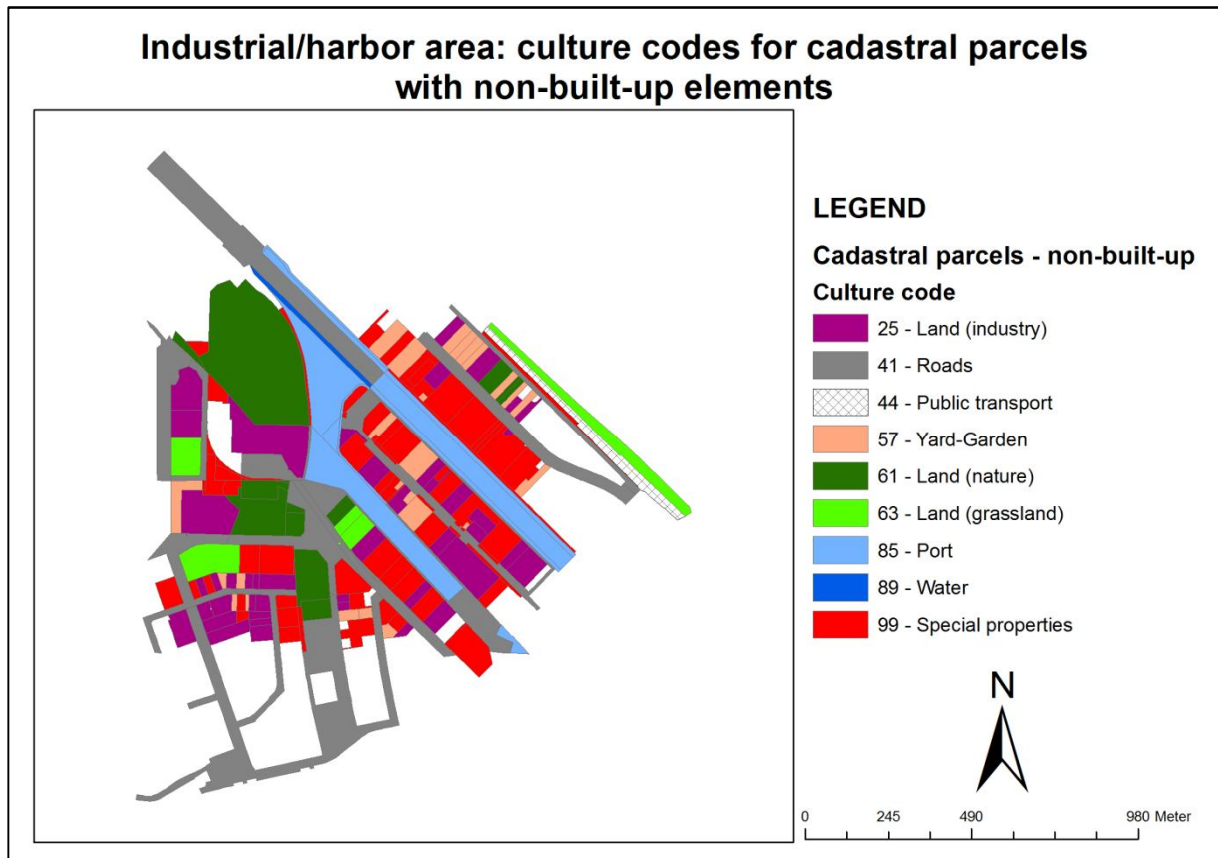 Industrial/harbor area: culture codes for cadastral parcels
with non-built-up elements
LEGEND
Cadastral parcels - non-built-up
Culture code
25 - Land (industry)
41 - Roads
44 - Public transport
57 - Yard-Garden
61 - Land (nature)
63 - Land (grassland)
85 - Port
89 - Water
99 - Special properties
N
0 245 490 980 Meter